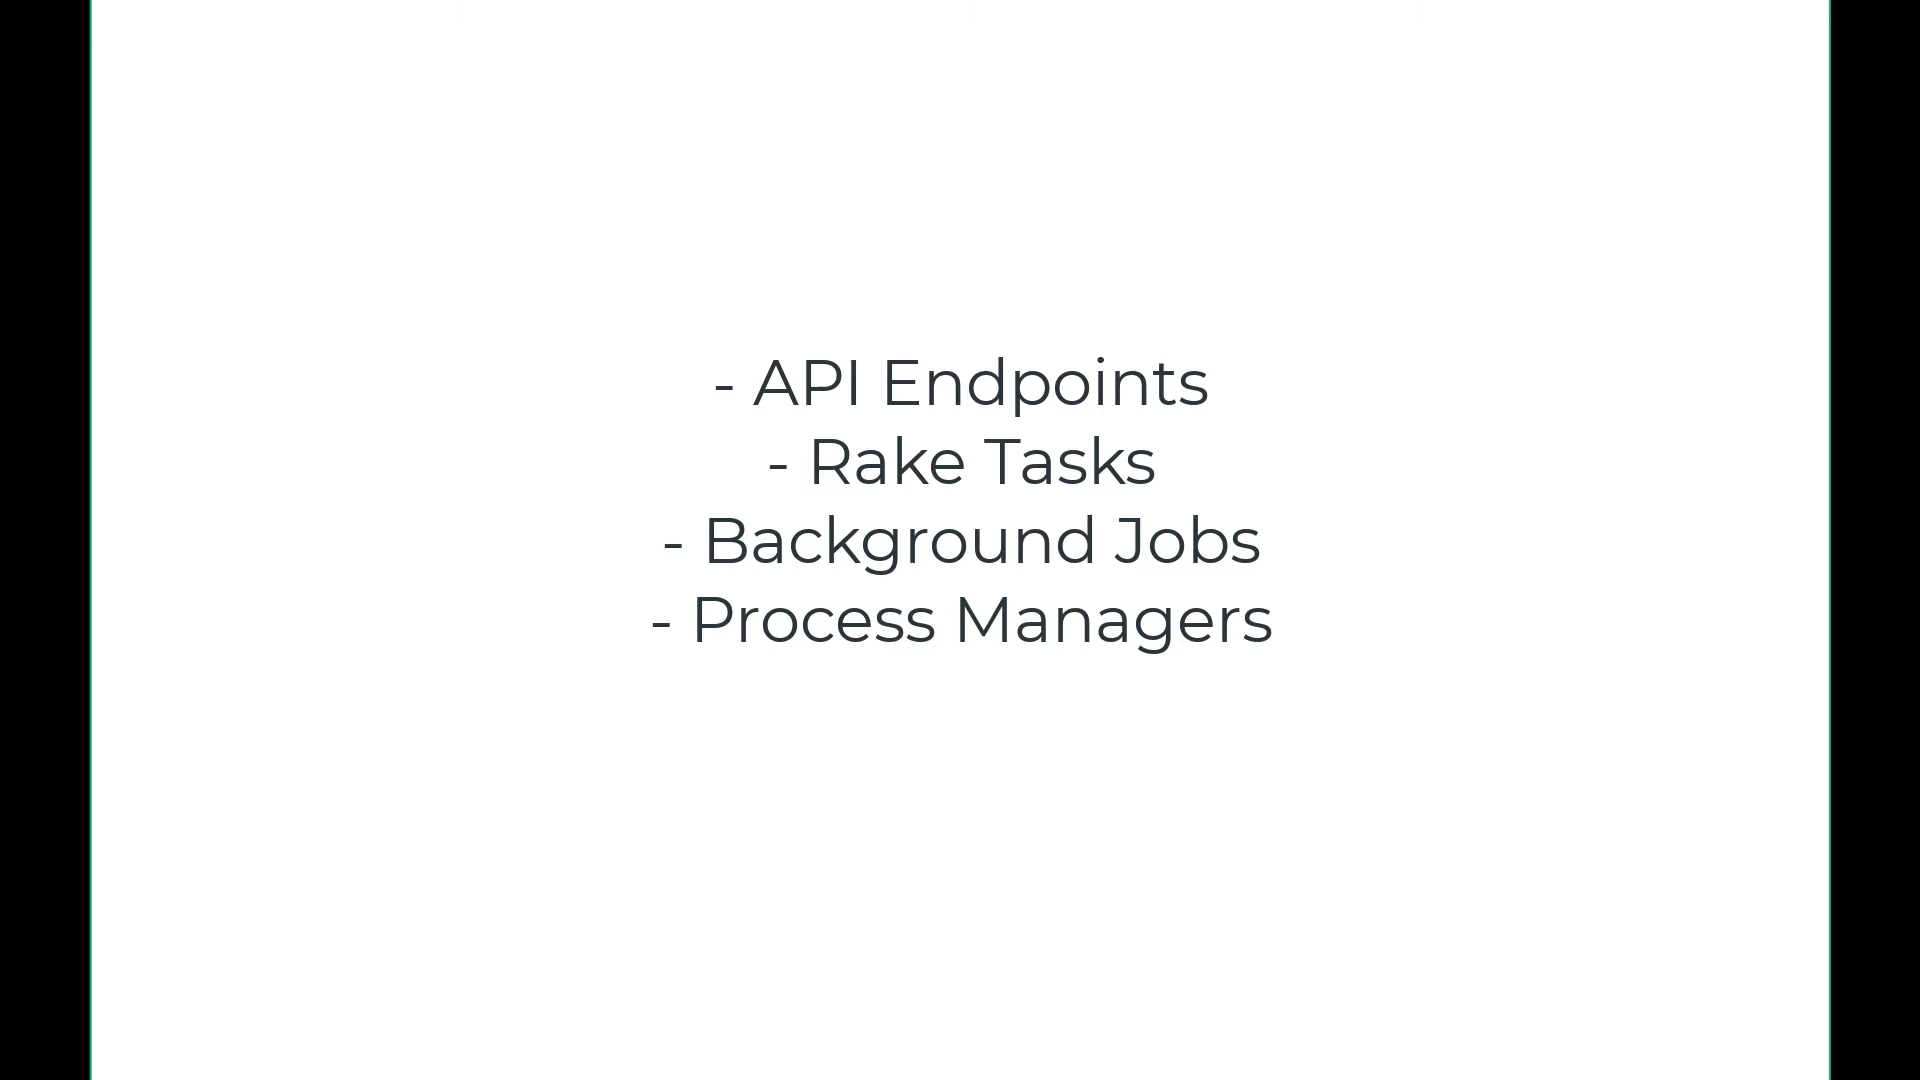 - API Endpoints
- Rake Tasks
- Background Jobs
- Process Managers